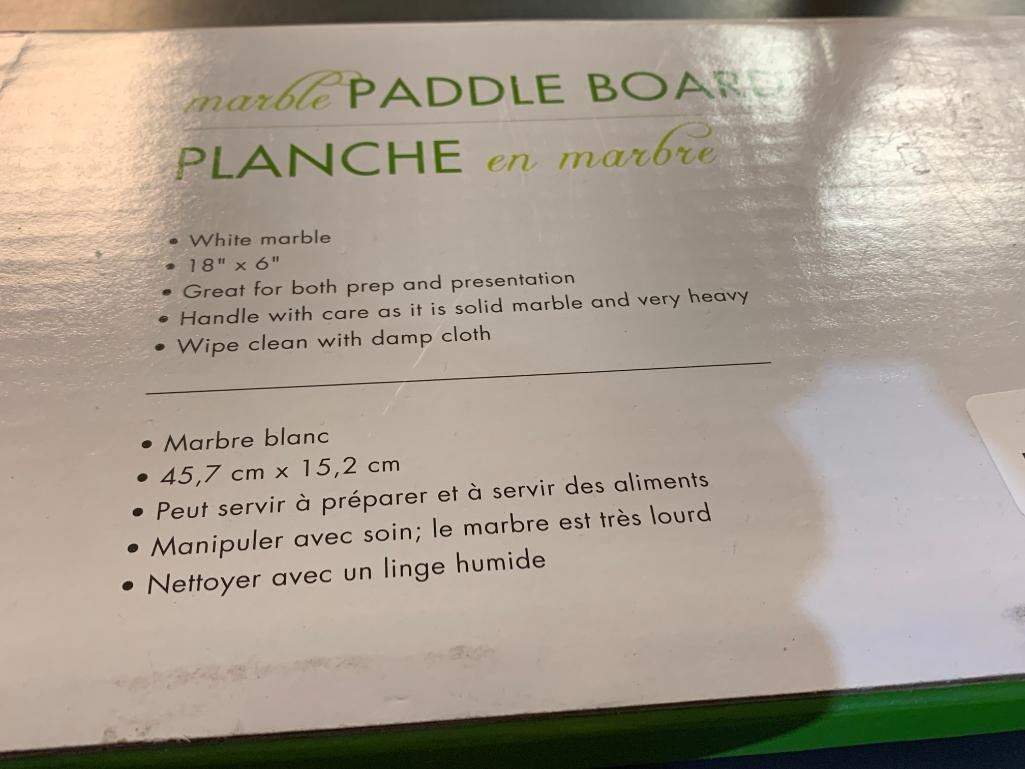 marble PADDLE BOARD
PLANCHE en marbre
• White marble
• 18" x 6"
• Great for both prep and presentation
• Handle with care as it is solid marble and very heavy
• Wipe clean with damp cloth
• Marbre blanc
• 45,7 cm x 15,2 cm
• Peut servir à préparer et à servir des aliments
• Manipuler avec soin; le marbre est très lourd
• Nettoyer avec un linge humide